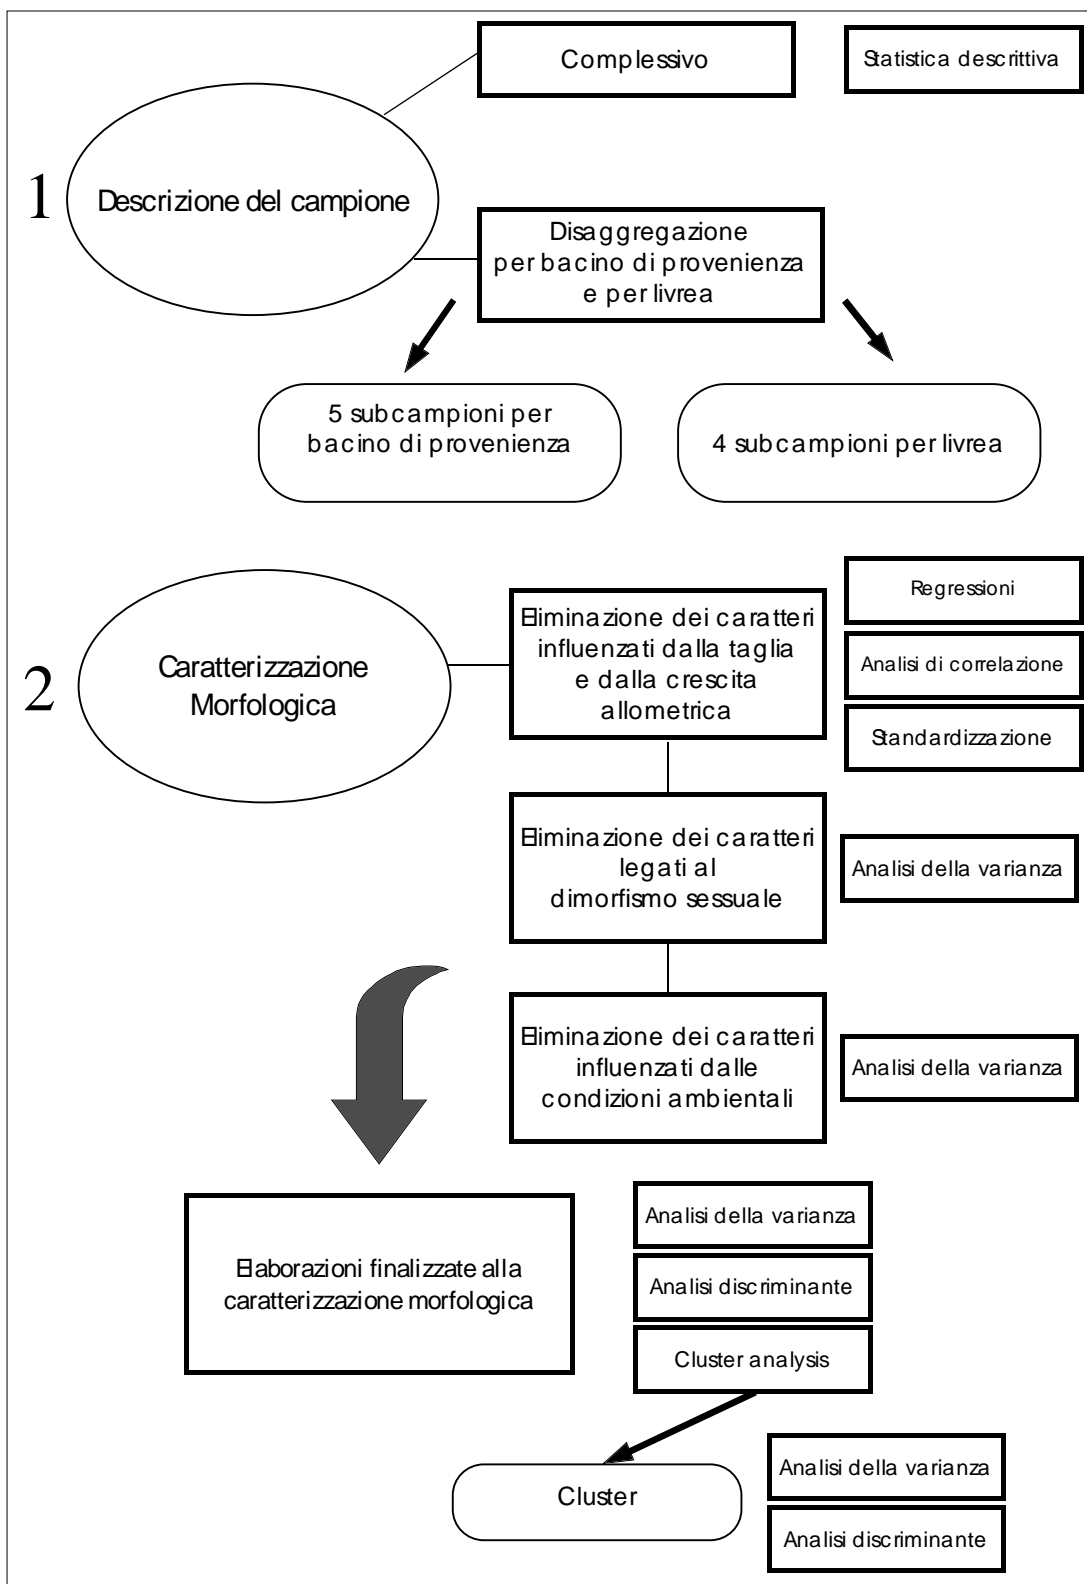 Complessivo
Statistica descrittiva
1
Descrizione del campione
Disaggregazione
per bacino di provenienza
e per livrea
5 subcampioni per
bacino di provenienza
4 subcampioni per livrea
2
Caratterizzazione
Morfologica
Eliminazione dei caratteri
influenzati dalla taglia
e dalla crescita
allometrica
Regressioni
Analisi di correlazione
Standardizzazione
Eliminazione dei caratteri
legati al
dimorfismo sessuale
Analisi della varianza
Eliminazione dei caratteri
influenzati dalle
condizioni ambientali
Analisi della varianza
Elaborazioni finalizzate alla
caratterizzazione morfologica
Analisi della varianza
Analisi discriminante
Cluster analysis
Cluster
Analisi della varianza
Analisi discriminante